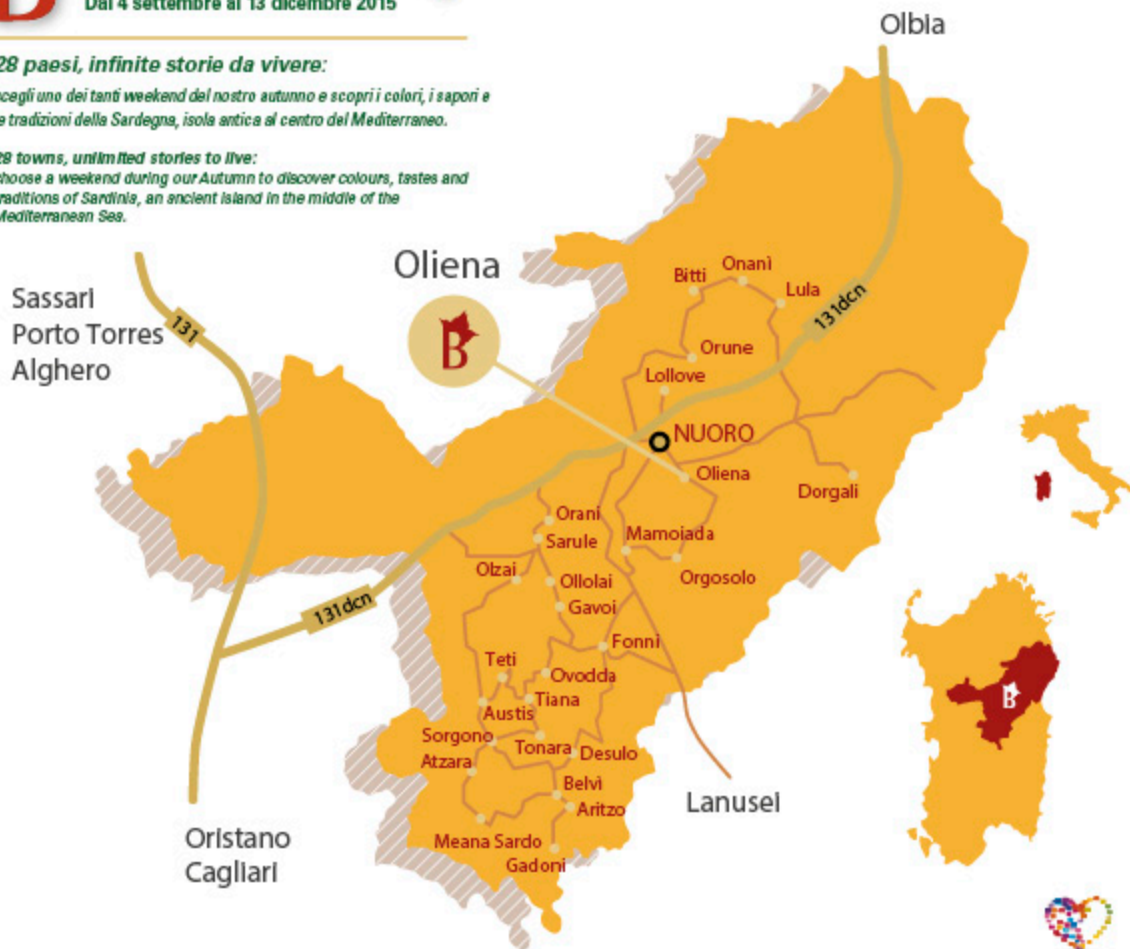 B
Dal 4 settembre al 13 dicembre 2015
28 paesi, infinite storie da vivere:
scegli uno dei tanti weekend del nostro autunno e scopri i colori, i sapori e
le tradizioni della Sardegna, isola antica al centro del Mediterraneo.
28 towns, unlimited stories to live:
choose a weekend during our Autumn to discover colours, tastes and
traditions of Sardinia, an ancient island in the middle of the
Mediterranean Sea.
Olbia
Oliena
B
Sassari
Porto Torres
Alghero
131
Bitti
Onanì
Lula
131dcn
Orune
Lollove
NUORO
Oliena
Dorgali
Orani
Sarule
Mamoiada
Olzai
Ollolai
Orgosolo
Gavoi
131dcn
Fonni
Teti
Ovodda
Tiana
Austis
Sorgono
Tonara
Desulo
Atzara
Belvì
Aritzo
Lanusei
Meana Sardo
Gadoni
Oristano
Cagliari
B